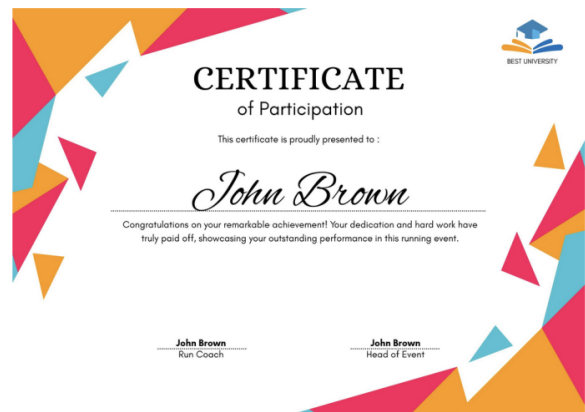 BEST UNIVERSITY
CERTIFICATE
of Participation
This certificate is proudly presented to :
John Brown
Congratulations on your remarkable achievement! Your dedication and hard work have
truly paid off, showcasing your outstanding performance in this running event.
John Brown
Run Coach
John Brown
Head of Event